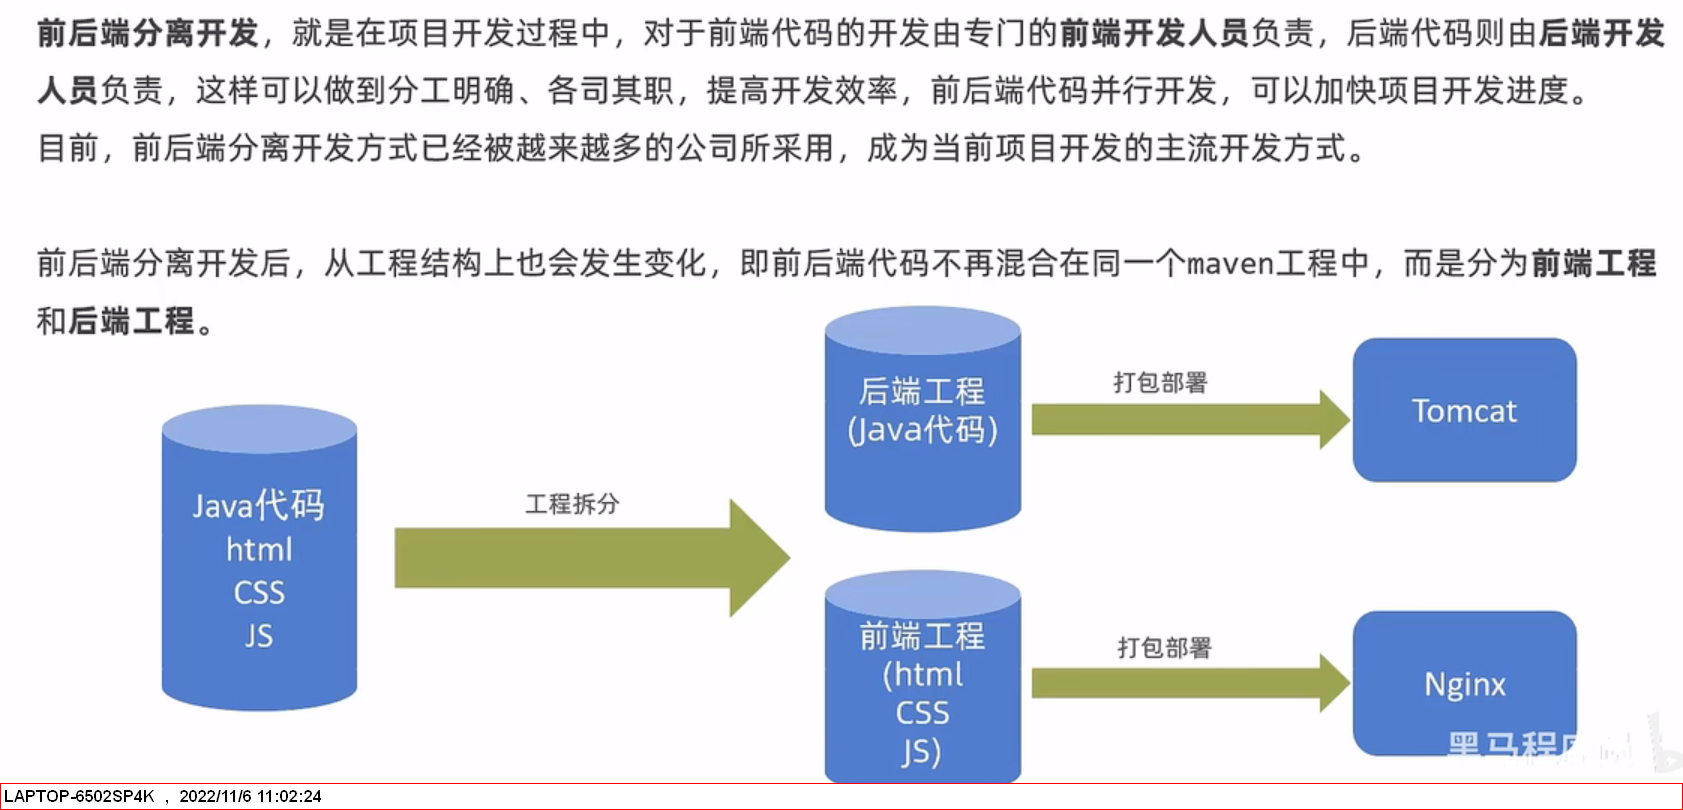 前后端分离开发，就是在项目开发过程中，对于前端代码的开发由专门的前端开发人员负责，后端代码则由后端开发
人员负责，这样可以做到分工明确、各司其职，提高开发效率，前后端代码并行开发，可以加快项目开发进度。
目前，前后端分离开发方式已经被越来越多的公司所采用，成为当前项目开发的主流开发方式。
前后端分离开发后，从工程结构上也会发生变化，即前后端代码不再混合在同一个maven工程中，而是分为前端工程
和后端工程。
Java代码
html
CSS
JS
工程拆分
后端工程
(Java代码)
打包部署
Tomcat
前端工程
(html
CSS
JS)
打包部署
Nginx
黑马程序
LAPTOP-6502SP4K , 2022/11/6 11:02:24